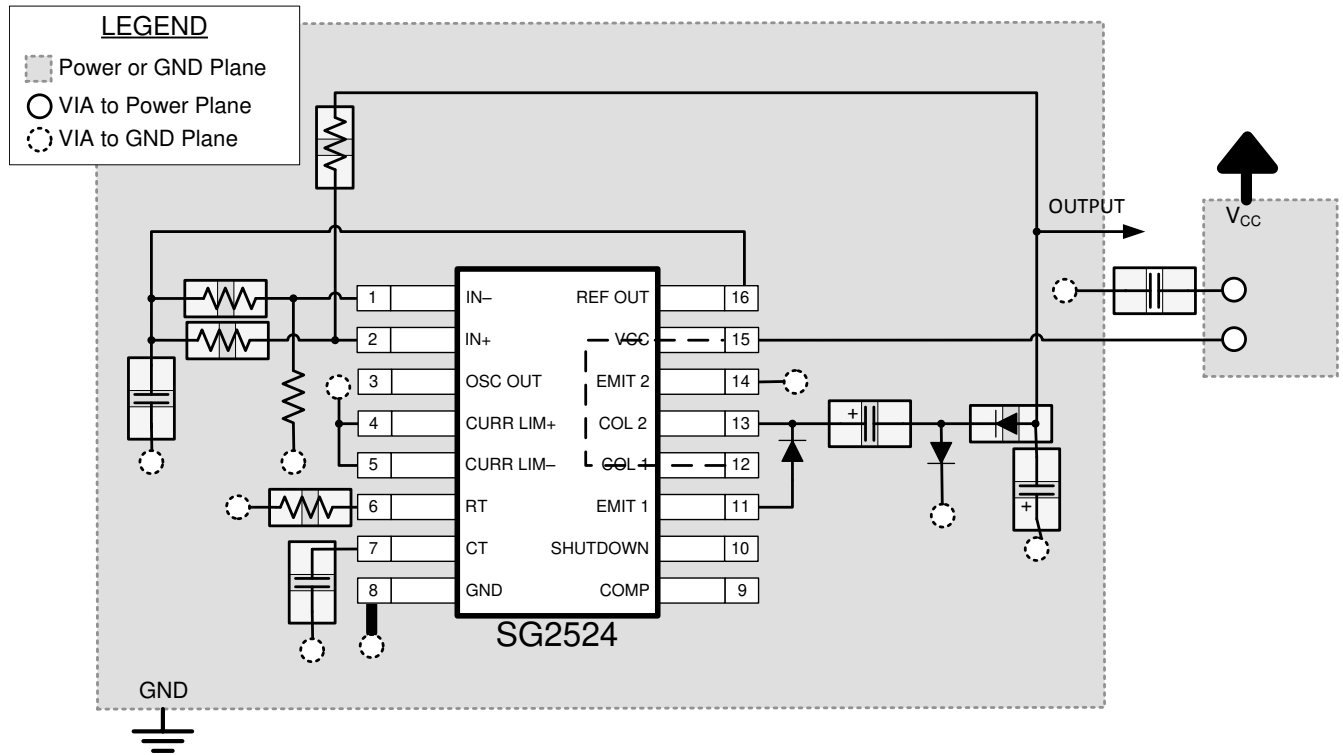 LEGEND
Power or GND Plane
VIA to Power Plane
VIA to GND Plane
OUTPUT
VCC
1 IN– REF OUT 16
2 IN+ VCC 15
3 OSC OUT EMIT 2 14
4 CURR LIM+ COL 2 13
5 CURR LIM– COL 1 12
6 RT EMIT 1 11
7 CT SHUTDOWN 10
8 GND COMP 9
+
+
SG2524
GND